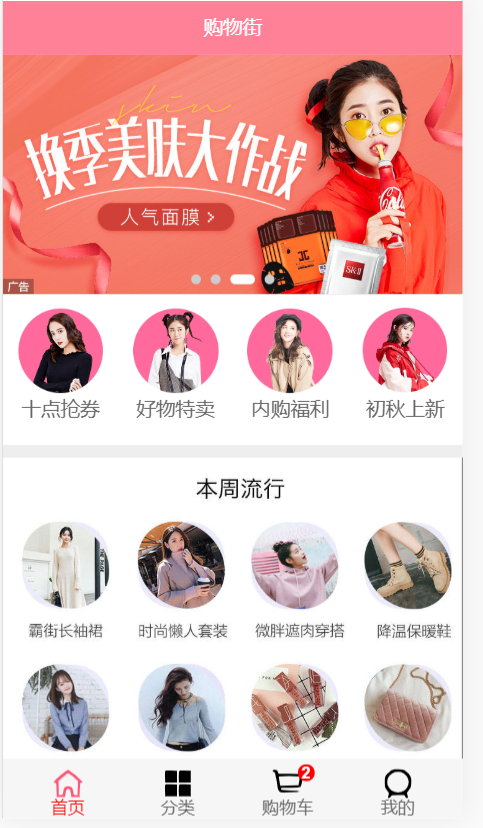 购物街
换季美肤大作战
人气面膜 >
广告
十点抢券 好物特卖 内购福利 初秋上新
本周流行
霸街长袖裙 时尚懒人套装 微胖遮肉穿搭 降温保暖鞋
2
首页 分类 购物车 我的